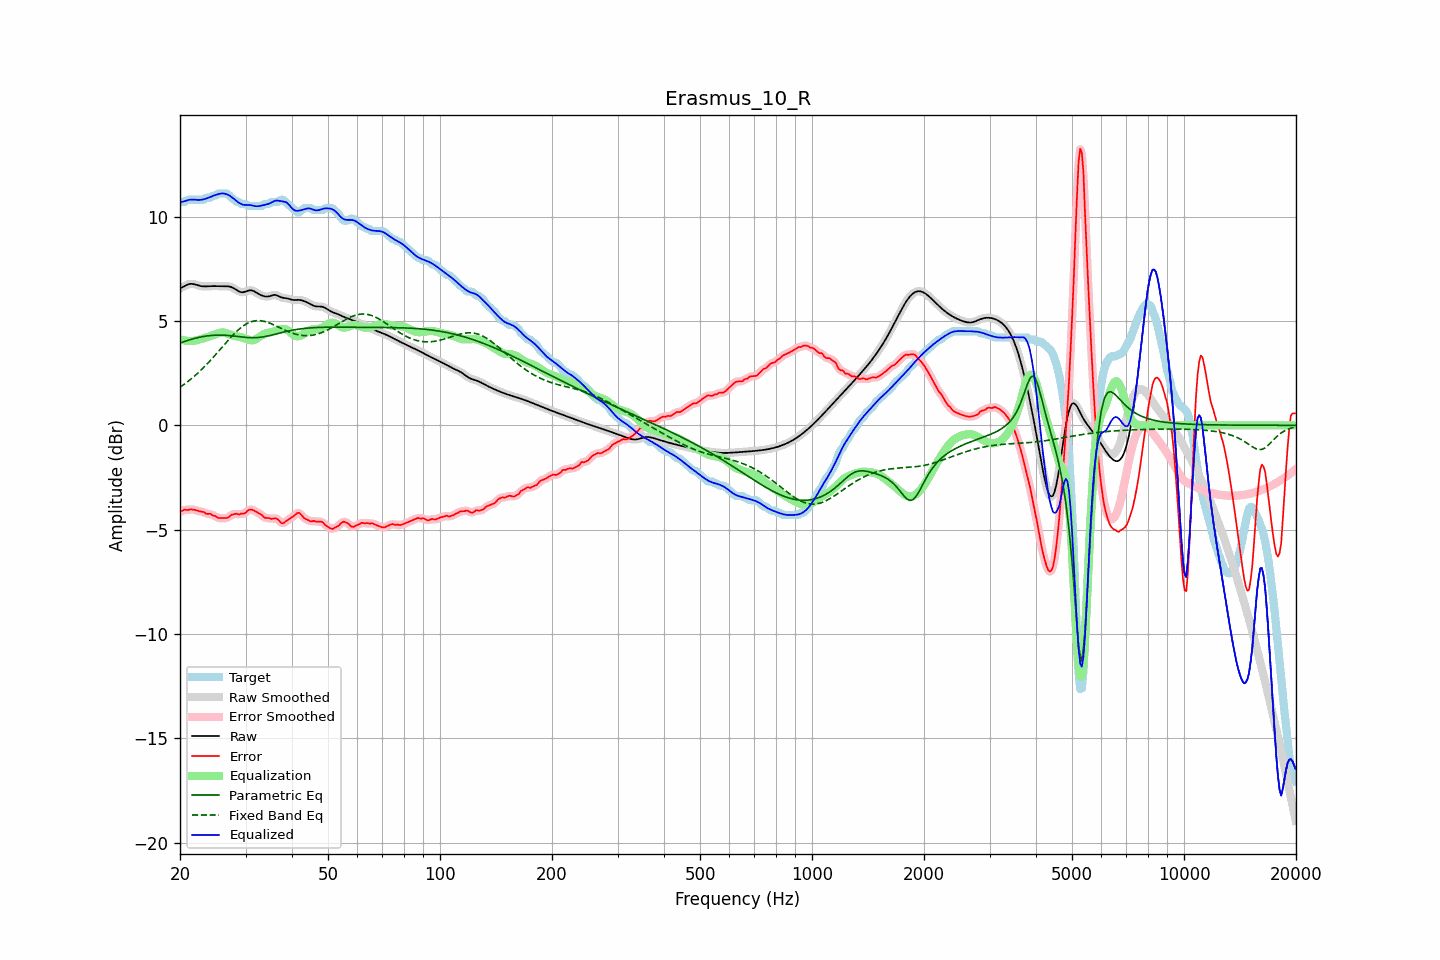 Erasmus_10_R
Amplitude (dBr)
10
5
0
−5
−10
−15
−20
Target
Raw Smoothed
Error Smoothed
Raw
Error
Equalization
Parametric Eq
Fixed Band Eq
Equalized
20 50 100 200 500 1000 2000 5000 10000 20000
Frequency (Hz)